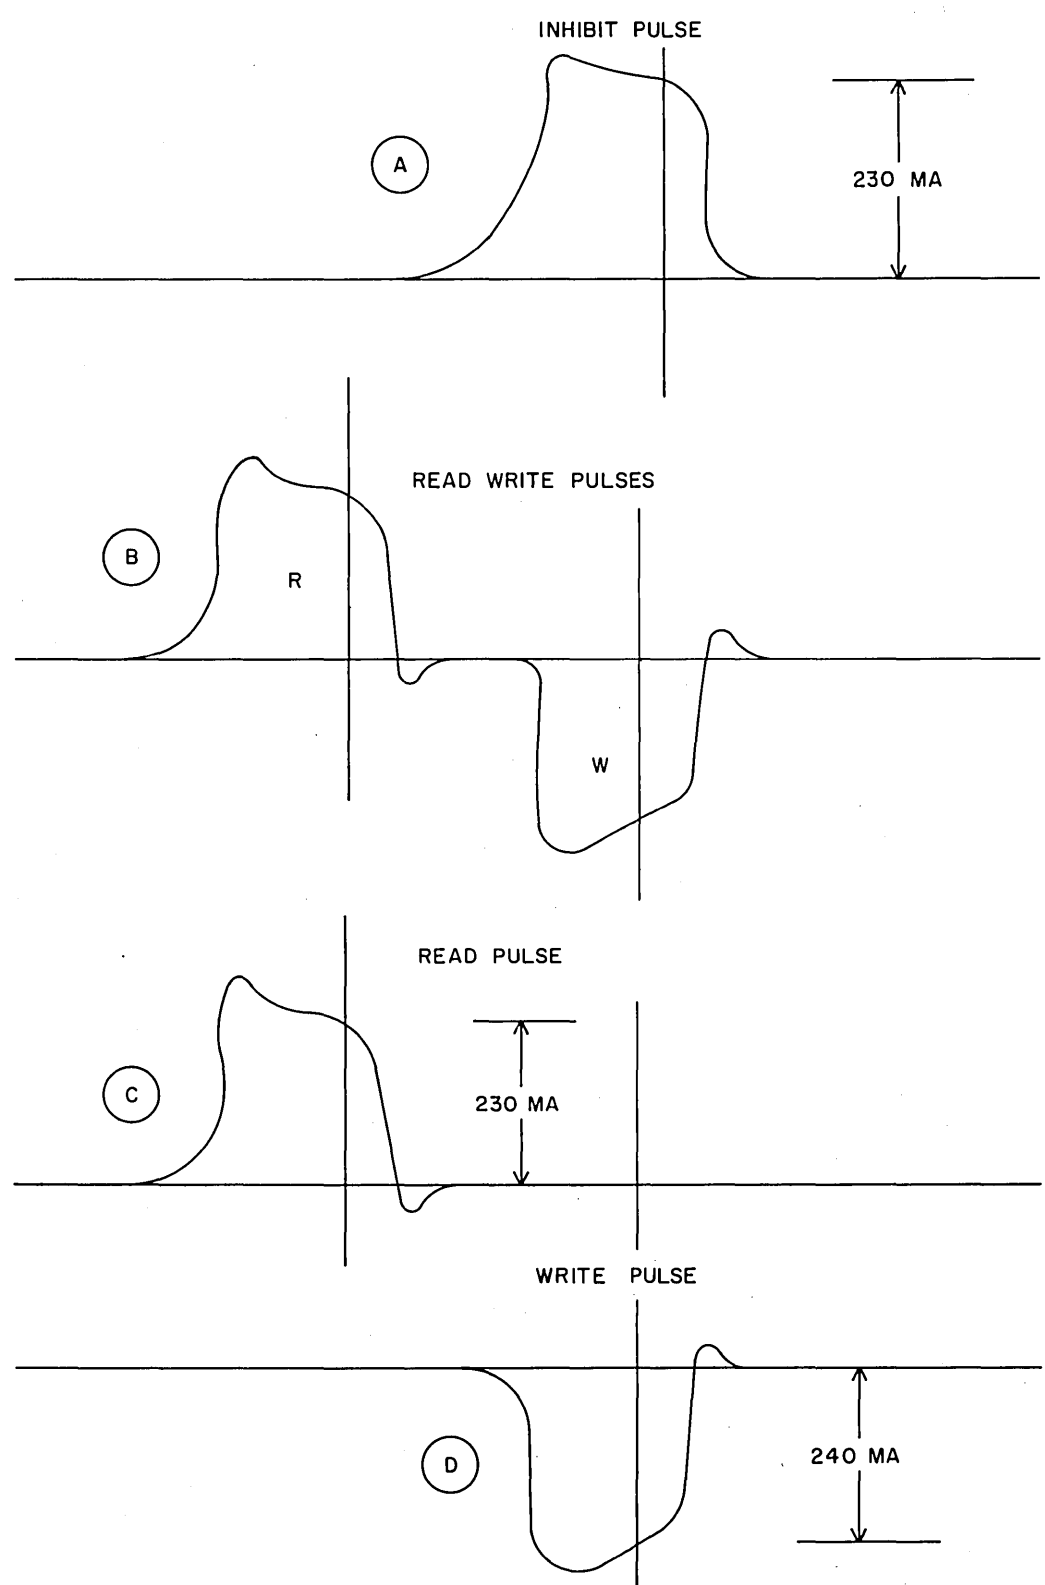 INHIBIT PULSE
A
230 MA
READ WRITE PULSES
B
R
W
READ PULSE
C
230 MA
WRITE PULSE
D
240 MA